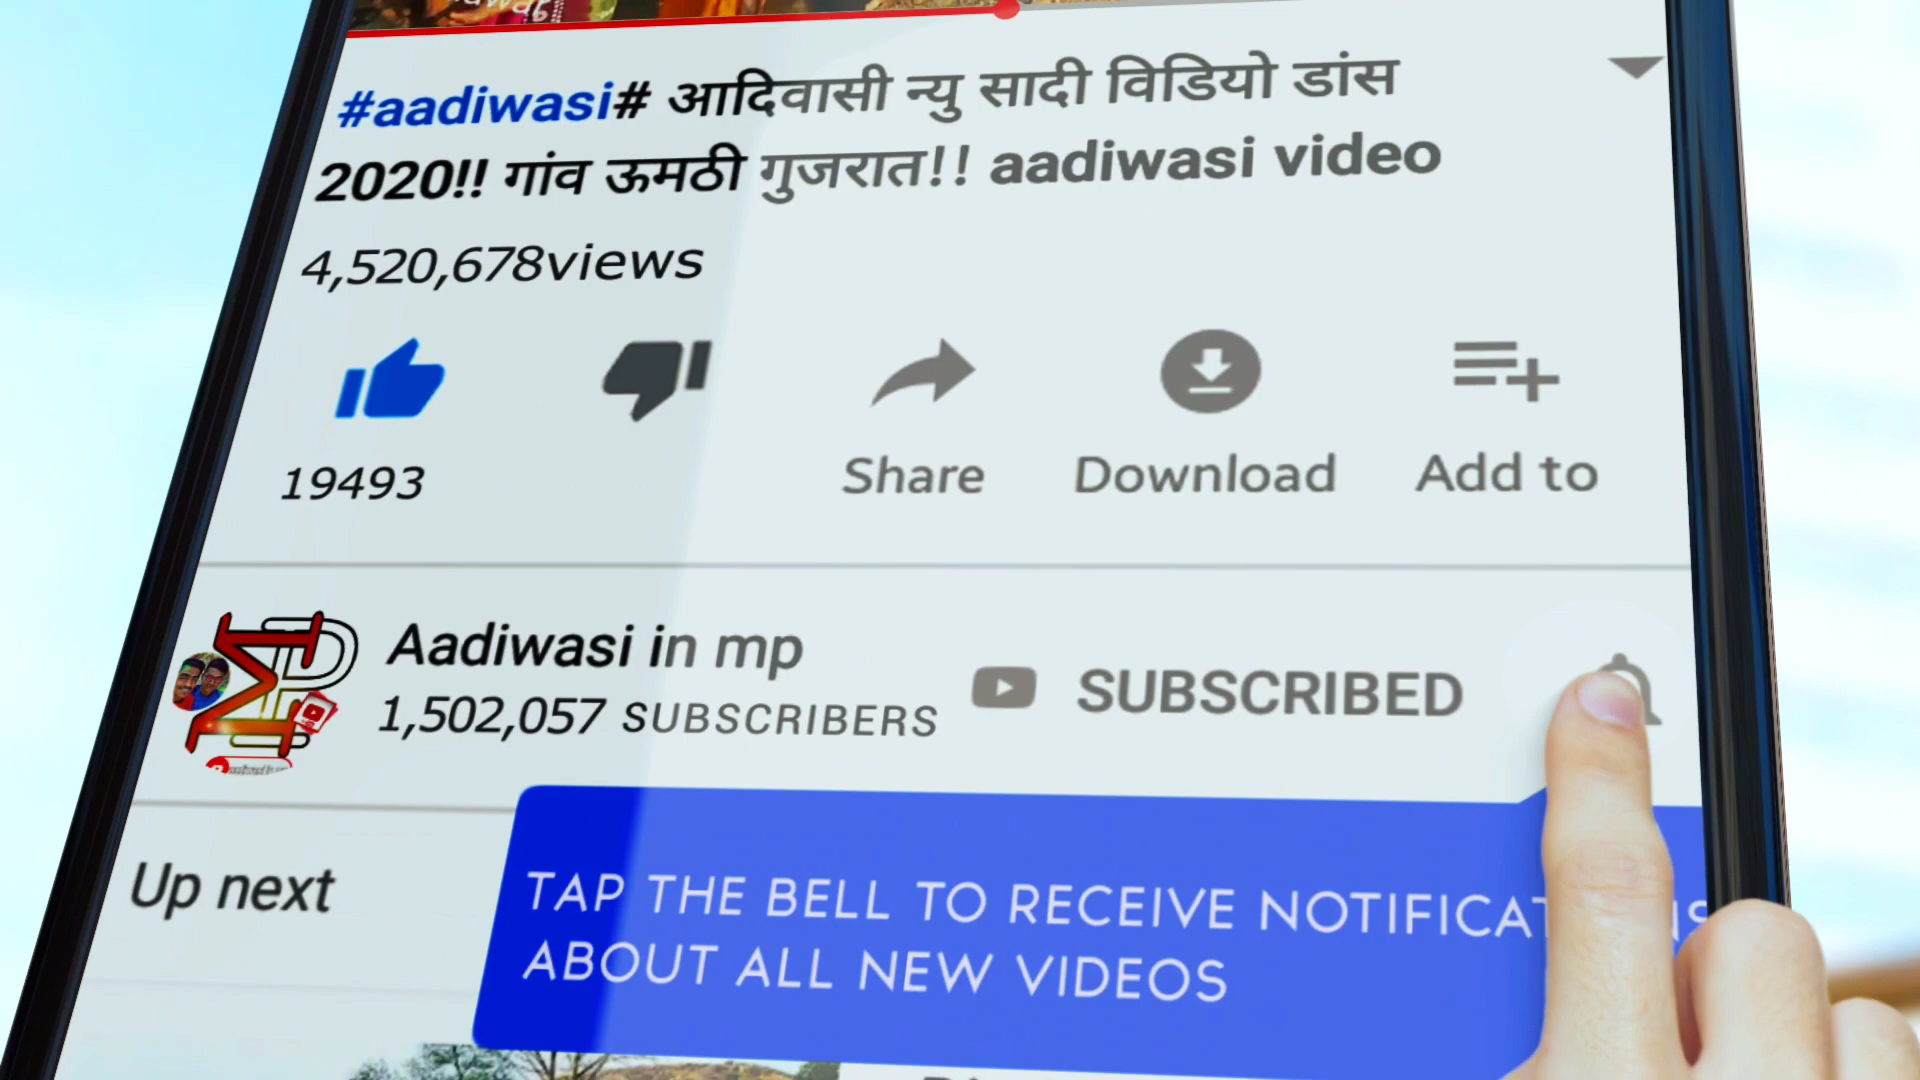 #aadiwasi# आदिवासी न्यु सादी विडियो डांस
2020!! गांव ऊमठी गुजरात!! aadiwasi video
4,520,678views
19493
Share
Download
Add to
Aadiwasi in mp
1,502,057 SUBSCRIBERS
SUBSCRIBED
Up next
TAP THE BELL TO RECEIVE
ABOUT ALL NEW VIDEOS